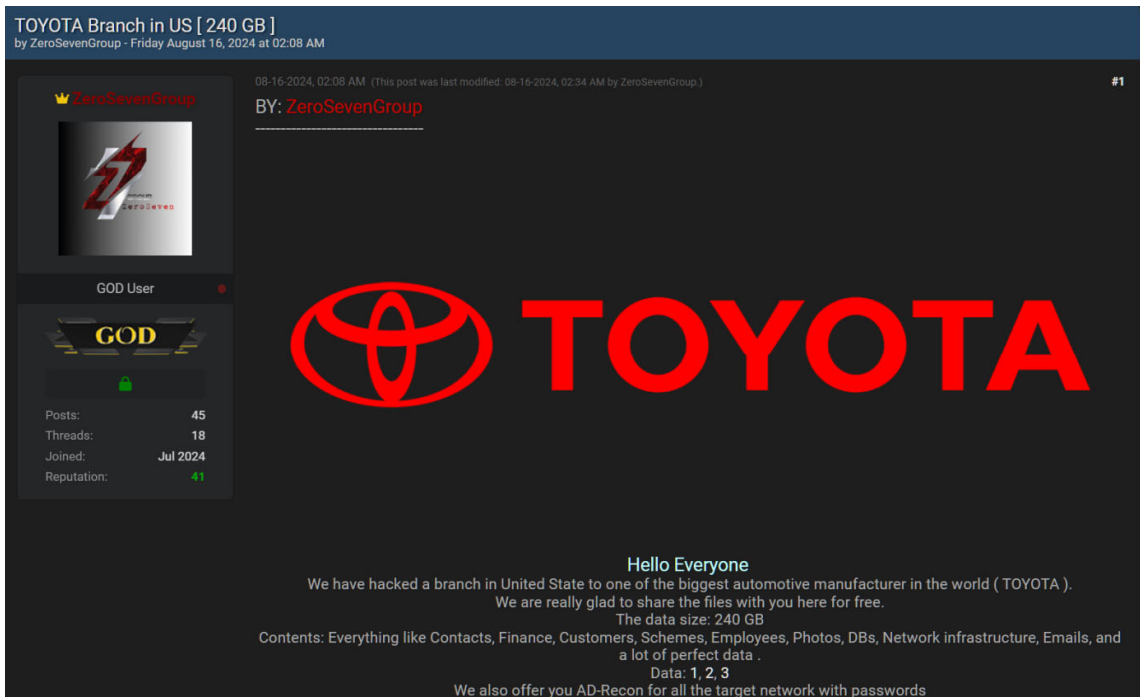 TOYOTA Branch in US [ 240 GB ]
by ZeroSevenGroup - Friday August 16, 2024 at 02:08 AM
08-16-2024, 02:08 AM (This post was last modified: 08-16-2024, 02:34 AM by ZeroSevenGroup.)
#1
ZeroSevenGroup
BY: ZeroSevenGroup
---------------------------------
ZeroSeven
GOD User
GOD
Posts: 45
Threads: 18
Joined: Jul 2024
Reputation: 41
TOYOTA
Hello Everyone
We have hacked a branch in United State to one of the biggest automotive manufacturer in the world ( TOYOTA ).
We are really glad to share the files with you here for free.
The data size: 240 GB
Contents: Everything like Contacts, Finance, Customers, Schemes, Employees, Photos, DBs, Network infrastructure, Emails, and
a lot of perfect data .
Data: 1, 2, 3
We also offer you AD-Recon for all the target network with passwords